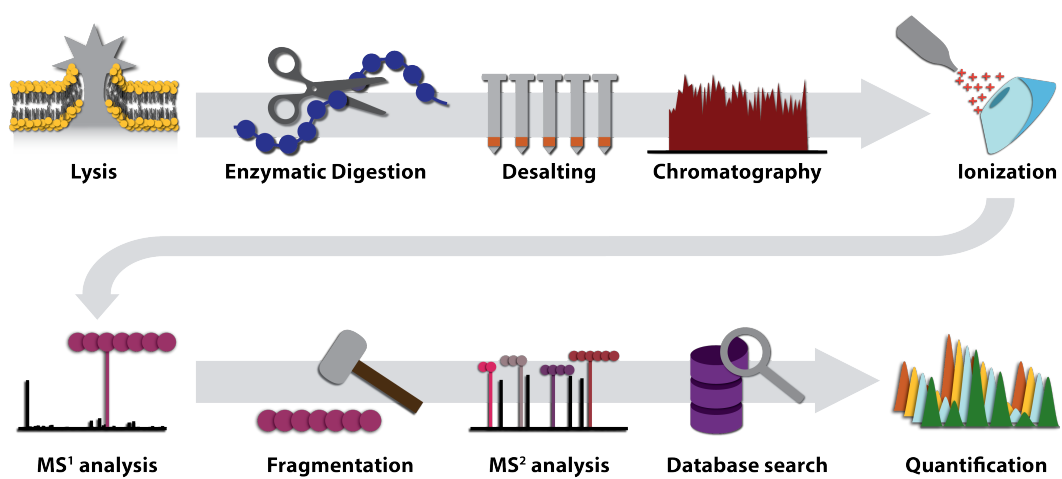 Lysis
Enzymatic Digestion
Desalting
Chromatography
Ionization
MS¹ analysis
Fragmentation
MS² analysis
Database search
Quantification